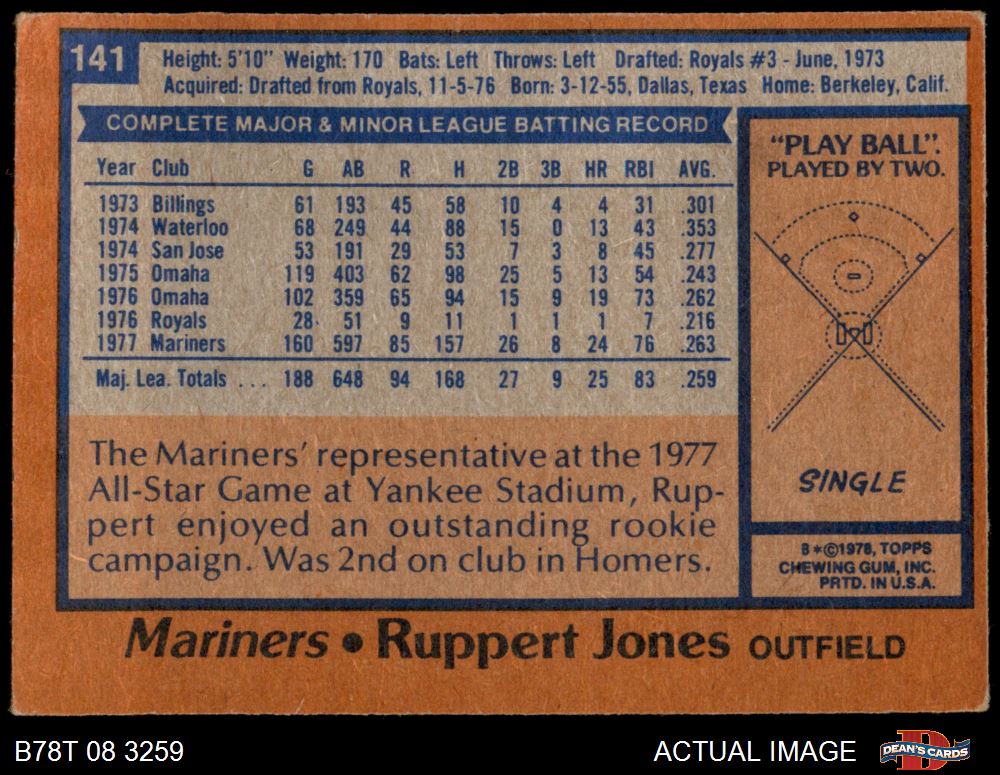 141
Height: 5'10" Weight: 170 Bats: Left Throws: Left Drafted: Royals #3 - June, 1973
Acquired: Drafted from Royals, 11-5-76 Born: 3-12-55, Dallas, Texas Home: Berkeley, Calif.
COMPLETE MAJOR & MINOR LEAGUE BATTING RECORD
Year Club G AB R H 2B 3B HR RBI AVG.
1973 Billings 61 193 45 58 10 4 4 31 .301
1974 Waterloo 68 249 44 88 15 0 13 43 .353
1974 San Jose 53 191 29 53 7 3 8 45 .277
1975 Omaha 119 403 62 98 25 5 13 54 .243
1976 Omaha 102 359 65 94 15 9 19 73 .262
1976 Royals 28 51 9 11 1 1 1 7 .216
1977 Mariners 160 597 85 157 26 8 24 76 .263
Maj. Lea. Totals ... 188 648 94 168 27 9 25 83 .259
The Mariners' representative at the 1977
All-Star Game at Yankee Stadium, Rup-
pert enjoyed an outstanding rookie
campaign. Was 2nd on club in Homers.
"PLAY BALL".
PLAYED BY TWO.
SINGLE
B*©1978, TOPPS
CHEWING GUM, INC.
PRTD. IN U.S.A.
Mariners • Ruppert Jones OUTFIELD
B78T 08 3259
ACTUAL IMAGE
D
DEAN'S CARDS